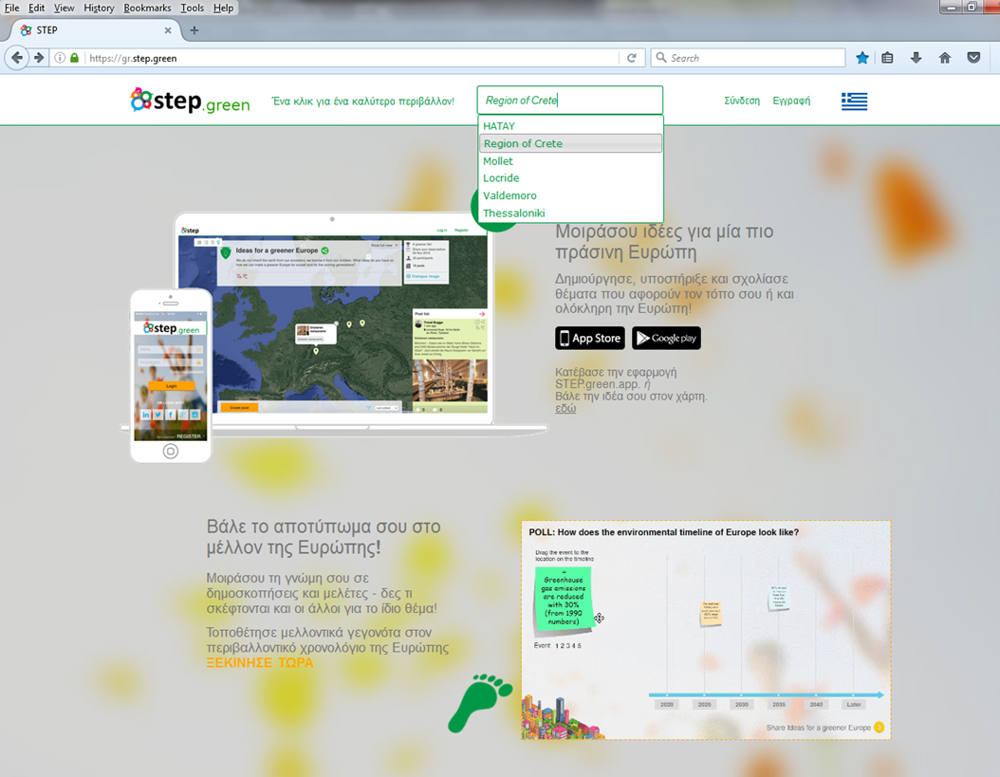 File Edit View History Bookmarks Tools Help
STEP
https://gr.step.green
Search
step.green
Ένα κλικ για ένα καλύτερο περιβάλλον!
Region of Crete
Σύνδεση Εγγραφή
HATAY
Region of Crete
Mollet
Locride
Valdemoro
Thessaloniki
step
Log in Register
Ideas for a greener Europe
Post list
Create post
step.green
Login
REGISTER
Μοιράσου ιδέες για μία πιο
πράσινη Ευρώπη
Δημιούργησε, υποστήριξε και σχολίασε
θέματα που αφορούν τον τόπο σου ή και
ολόκληρη την Ευρώπη!
App Store
Google play
Κατέβασε την εφαρμογή
STEP.green.app. ή
Βάλε την ιδέα σου στον χάρτη.
εδώ
Βάλε το αποτύπωμα σου στο
μέλλον της Ευρώπης!
Μοιράσου τη γνώμη σου σε
δημοσκοπήσεις και μελέτες - δες τι
σκέφτονται και οι άλλοι για το ίδιο θέμα!
Τοποθέτησε μελλοντικά γεγονότα στον
περιβαλλοντικό χρονολόγιο της Ευρώπης
ΞΕΚΙΝΗΣΕ ΤΩΡΑ
POLL: How does the environmental timeline of Europe look like?
Drag the event to the
location on the timeline
Greenhouse
gas emissions
are reduced
with 30%
(from 1990
numbers)
Event 1 2 3 4 5
2020 2025 2030 2035 2040 Later
Share Ideas for a greener Europe